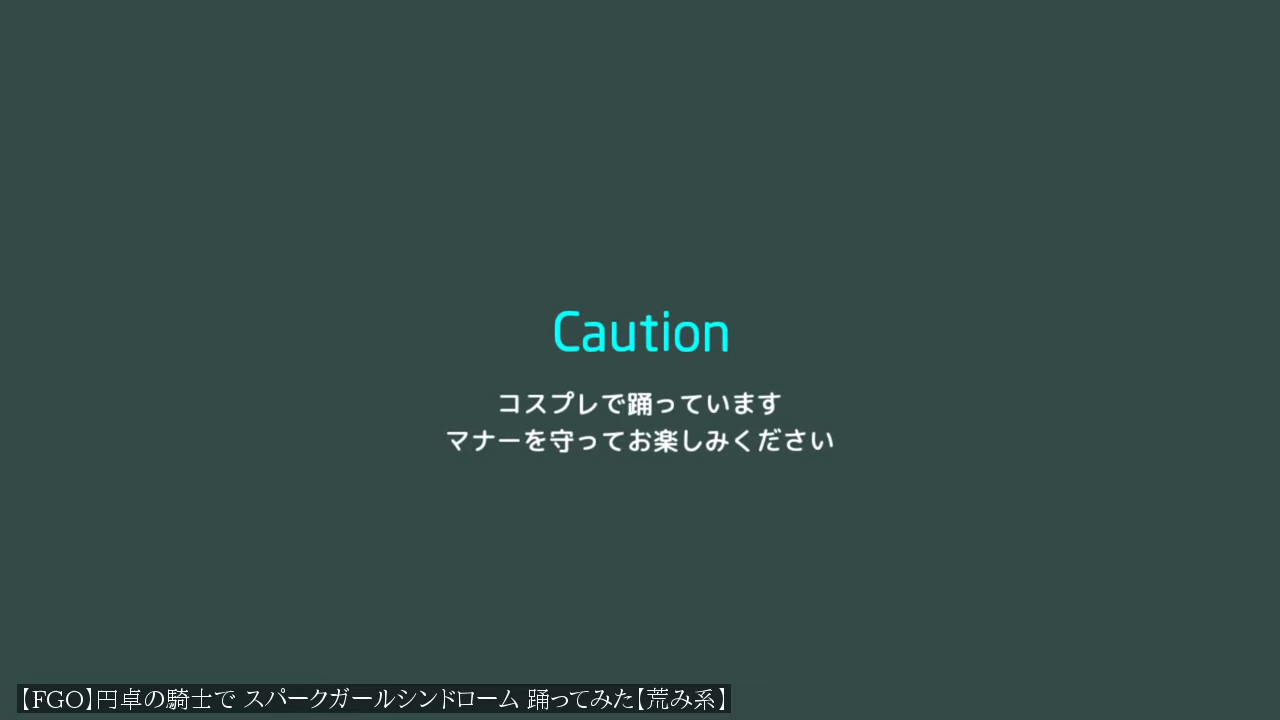 Caution
コスプレで踊っています
マナーを守ってお楽しみください
【FGO】円卓の騎士で スパークガールシンドローム 踊ってみた【荒み系】